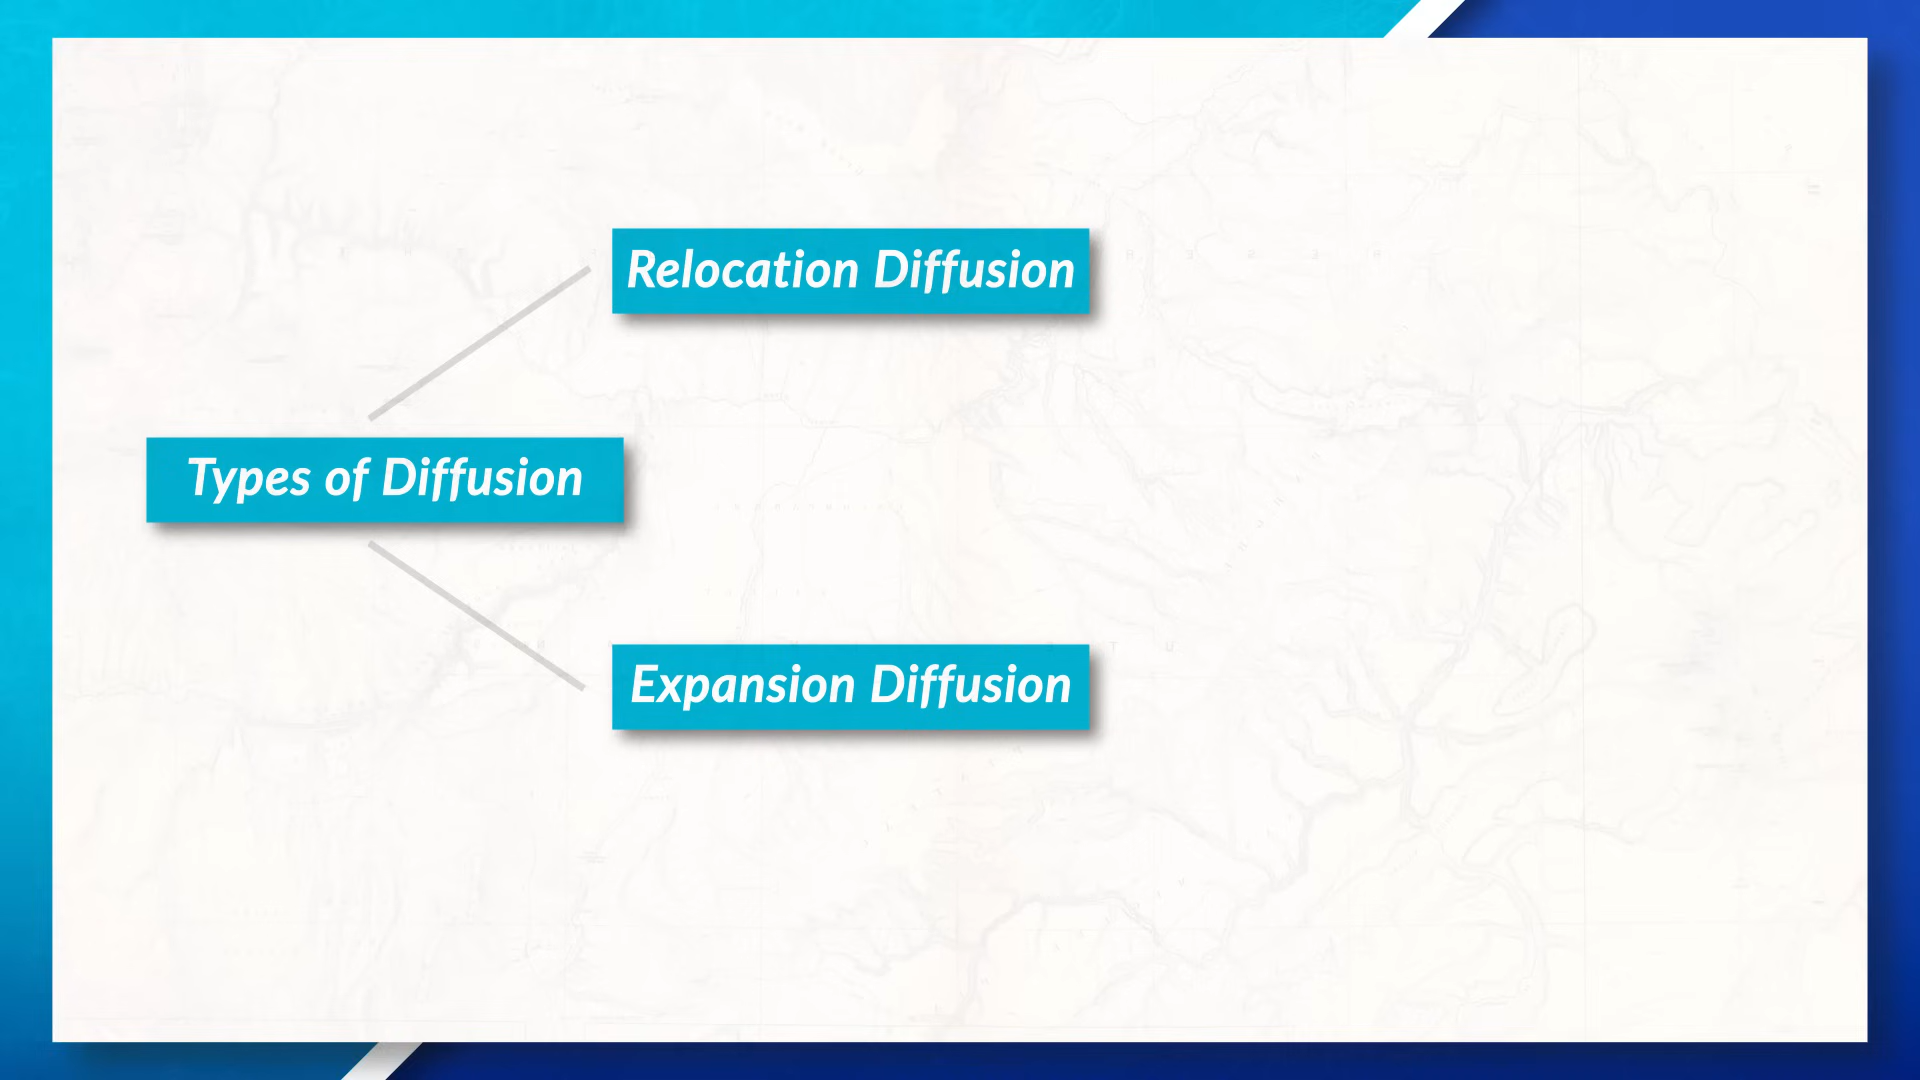 Relocation Diffusion
Types of Diffusion
Expansion Diffusion